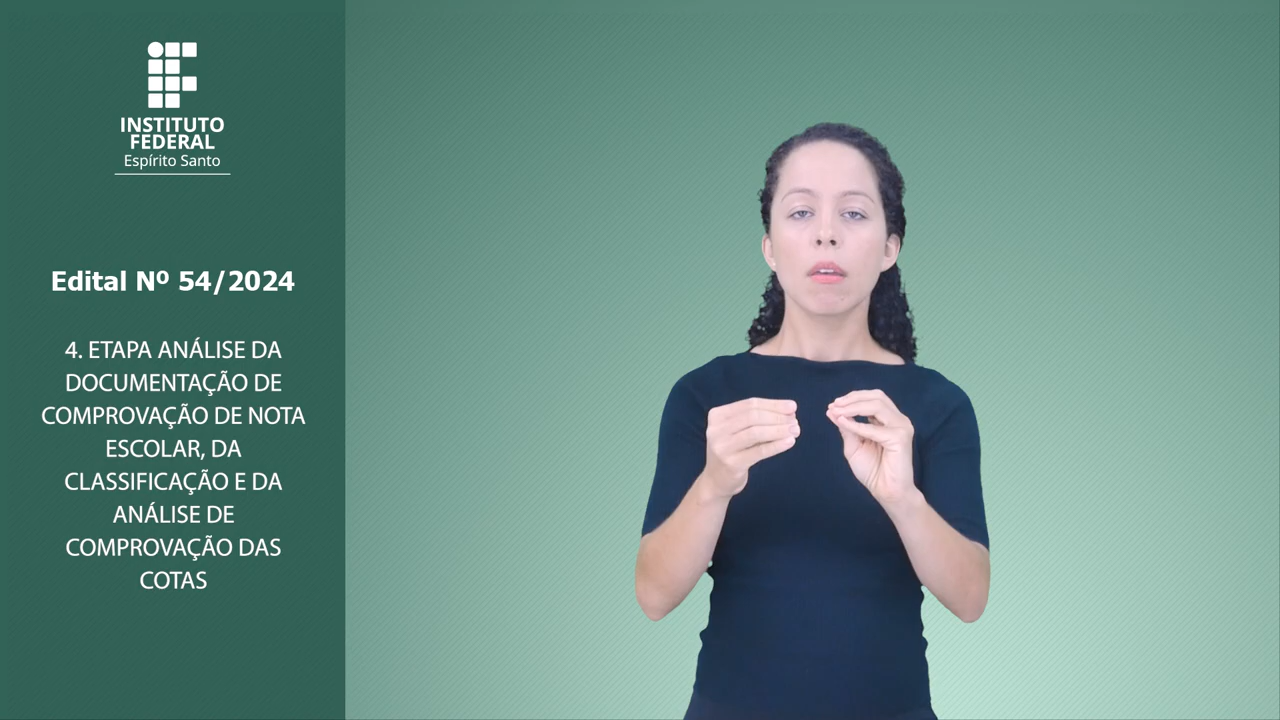 INSTITUTO
FEDERAL
Espírito Santo
Edital Nº 54/2024
4. ETAPA ANÁLISE DA
DOCUMENTAÇÃO DE
COMPROVAÇÃO DE NOTA
ESCOLAR, DA
CLASSIFICAÇÃO E DA
ANÁLISE DE
COMPROVAÇÃO DAS
COTAS